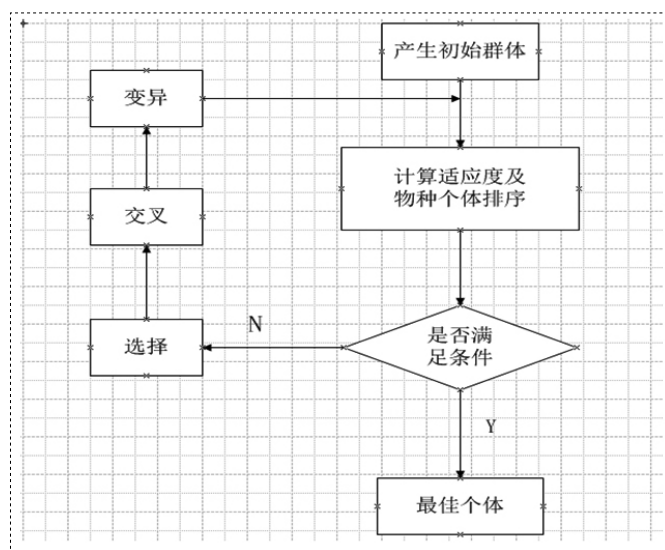 产生初始群体
变异
计算适应度及
物种个体排序
交叉
是否满
足条件
N
选择
Y
最佳个体